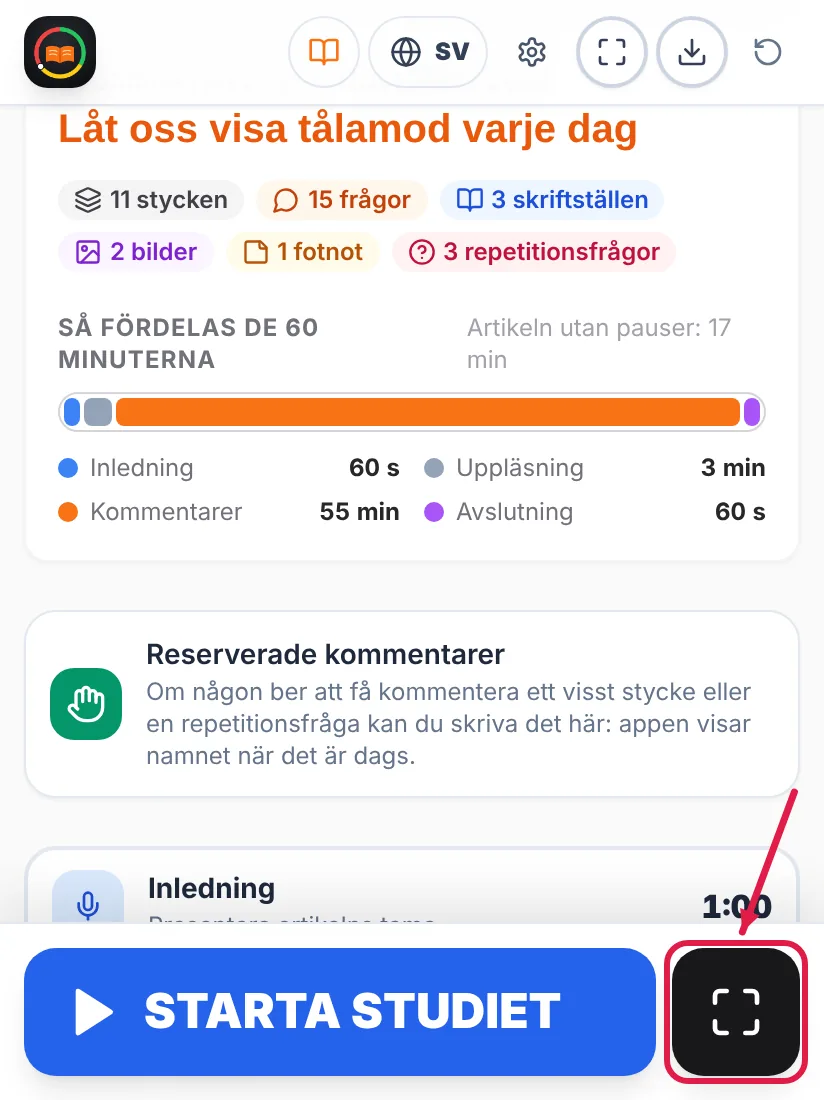 SV
Låt oss visa tålamod varje dag
11 stycken
15 frågor
3 skriftställen
2 bilder
1 fotnot
3 repetitionsfrågor
SÅ FÖRDELAS DE 60
MINUTERNA
Artikeln utan pauser: 17
min
Inledning
60 s
Uppläsning
3 min
Kommentarer
55 min
Avslutning
60 s
Reserverade kommentarer
Om någon ber att få kommentera ett visst stycke eller
en repetitionsfråga kan du skriva det här: appen visar
namnet när det är dags.
Inledning
1:00
STARTA STUDIET